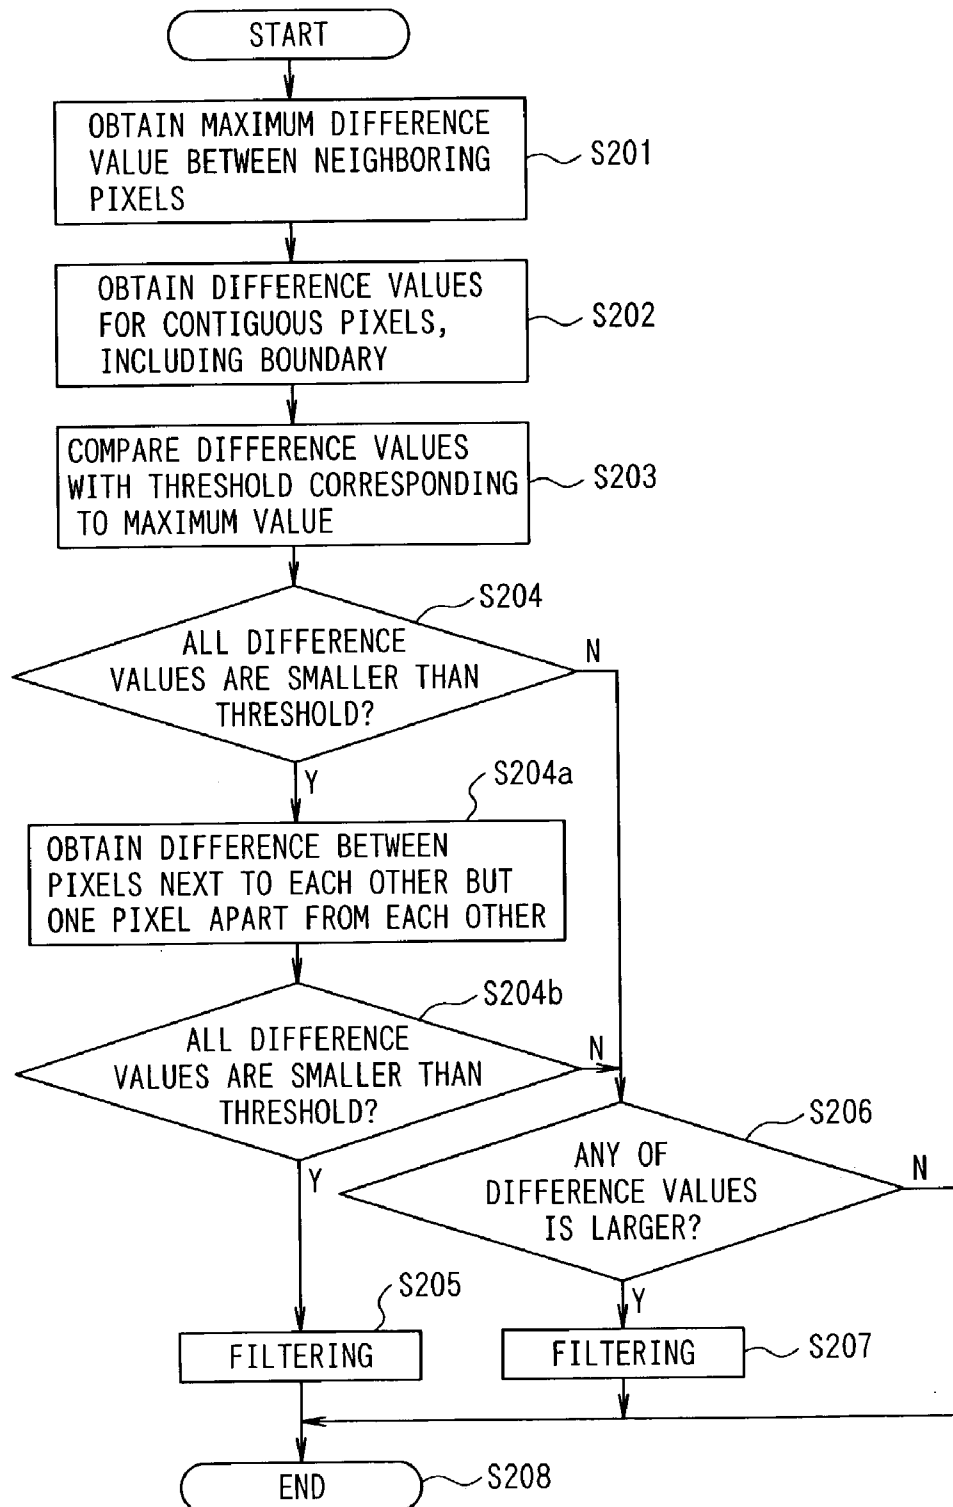 START
OBTAIN MAXIMUM DIFFERENCE
VALUE BETWEEN NEIGHBORING
PIXELS
S201
OBTAIN DIFFERENCE VALUES
FOR CONTIGUOUS PIXELS,
INCLUDING BOUNDARY
S202
COMPARE DIFFERENCE VALUES
WITH THRESHOLD CORRESPONDING
TO MAXIMUM VALUE
S203
S204
ALL DIFFERENCE
VALUES ARE SMALLER THAN
THRESHOLD?
N
Y
S204a
OBTAIN DIFFERENCE BETWEEN
PIXELS NEXT TO EACH OTHER BUT
ONE PIXEL APART FROM EACH OTHER
S204b
ALL DIFFERENCE
VALUES ARE SMALLER THAN
THRESHOLD?
N
Y
S206
ANY OF
DIFFERENCE VALUES
IS LARGER?
N
Y
S205
FILTERING
FILTERING
S207
END
S208